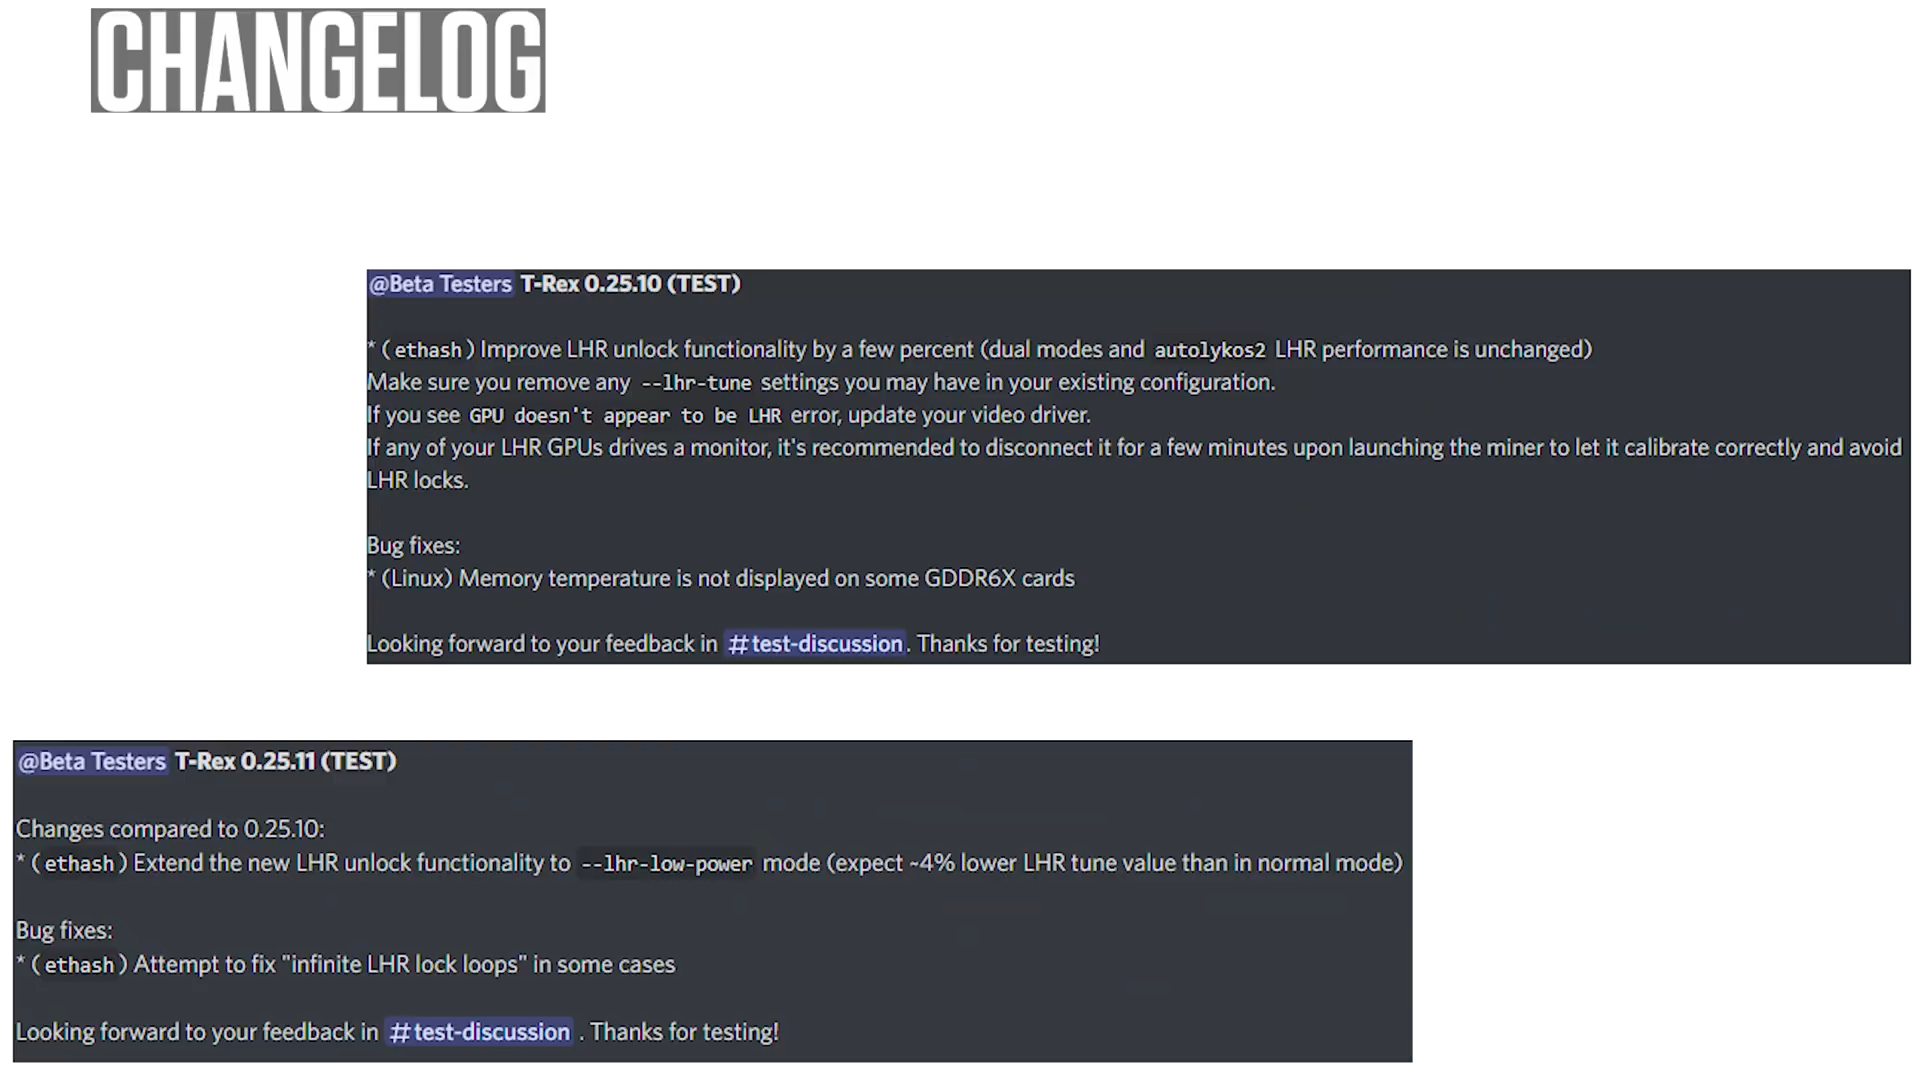 CHANGELOG
@Beta Testers T-Rex 0.25.10 (TEST)
* (ethash) Improve LHR unlock functionality by a few percent (dual modes and autolykos2 LHR performance is unchanged)
Make sure you remove any --lhr-tune settings you may have in your existing configuration.
If you see GPU doesn't appear to be LHR error, update your video driver.
If any of your LHR GPUs drives a monitor, it's recommended to disconnect it for a few minutes upon launching the miner to let it calibrate correctly and avoid
LHR locks.
Bug fixes:
* (Linux) Memory temperature is not displayed on some GDDR6X cards
Looking forward to your feedback in #test-discussion. Thanks for testing!
@Beta Testers T-Rex 0.25.11 (TEST)
Changes compared to 0.25.10:
* (ethash) Extend the new LHR unlock functionality to --lhr-low-power mode (expect ~4% lower LHR tune value than in normal mode)
Bug fixes:
* (ethash) Attempt to fix "infinite LHR lock loops" in some cases
Looking forward to your feedback in #test-discussion . Thanks for testing!